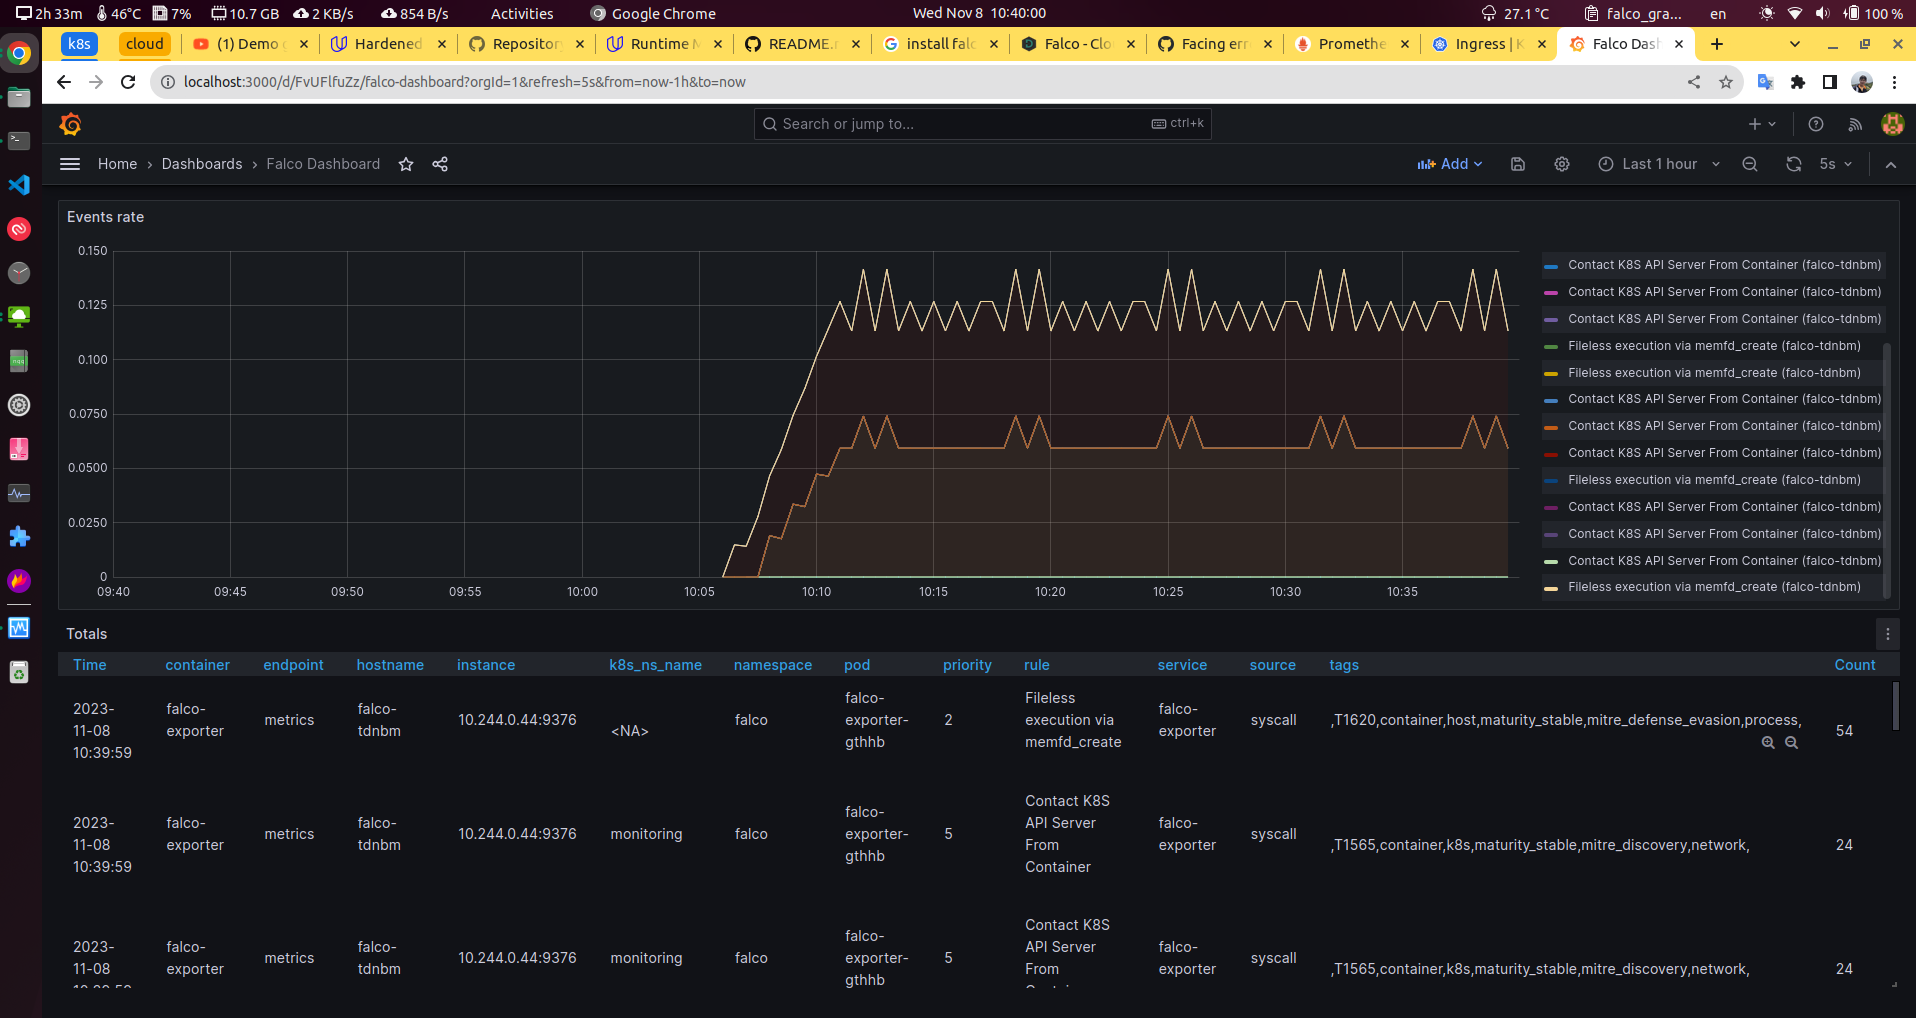 2h 33m 46°C 7% 10.7 GB 2 KB/s 854 B/s Activities Google Chrome Wed Nov 8 10:40:00 27.1 °C falco_gra... en 100 %
k8s cloud (1) Demo Hardened Repository Runtime README. install falc Falco - Clo Facing err Promethe Ingress | K Falco Dash
localhost:3000/d/FvUFlfuZz/falco-dashboard?orgId=1&refresh=5s&from=now-1h&to=now
Search or jump to... ctrl+k
Home › Dashboards › Falco Dashboard Add Last 1 hour 5s
Events rate
0.150
0.125
0.100
0.0750
0.0500
0.0250
0
09:40 09:45 09:50 09:55 10:00 10:05 10:10 10:15 10:20 10:25 10:30 10:35
Contact K8S API Server From Container (falco-tdnbm)
Contact K8S API Server From Container (falco-tdnbm)
Contact K8S API Server From Container (falco-tdnbm)
Fileless execution via memfd_create (falco-tdnbm)
Fileless execution via memfd_create (falco-tdnbm)
Contact K8S API Server From Container (falco-tdnbm)
Contact K8S API Server From Container (falco-tdnbm)
Contact K8S API Server From Container (falco-tdnbm)
Fileless execution via memfd_create (falco-tdnbm)
Contact K8S API Server From Container (falco-tdnbm)
Contact K8S API Server From Container (falco-tdnbm)
Contact K8S API Server From Container (falco-tdnbm)
Fileless execution via memfd_create (falco-tdnbm)
Totals
Time container endpoint hostname instance k8s_ns_name namespace pod priority rule service source tags Count
2023-
11-08
10:39:59
falco-
exporter
metrics
falco-
tdnbm
10.244.0.44:9376
<NA>
falco
falco-
exporter-
gthhb
2
Fileless
execution via
memfd_create
falco-
exporter
syscall
,T1620,container,host,maturity_stable,mitre_defense_evasion,process,
54
2023-
11-08
10:39:59
falco-
exporter
metrics
falco-
tdnbm
10.244.0.44:9376
monitoring
falco
falco-
exporter-
gthhb
5
Contact K8S
API Server
From
Container
falco-
exporter
syscall
,T1565,container,k8s,maturity_stable,mitre_discovery,network,
24
2023-
11-08
10:39:59
falco-
exporter
metrics
falco-
tdnbm
10.244.0.44:9376
monitoring
falco
falco-
exporter-
gthhb
5
Contact K8S
API Server
From
falco-
exporter
syscall
,T1565,container,k8s,maturity_stable,mitre_discovery,network,
24